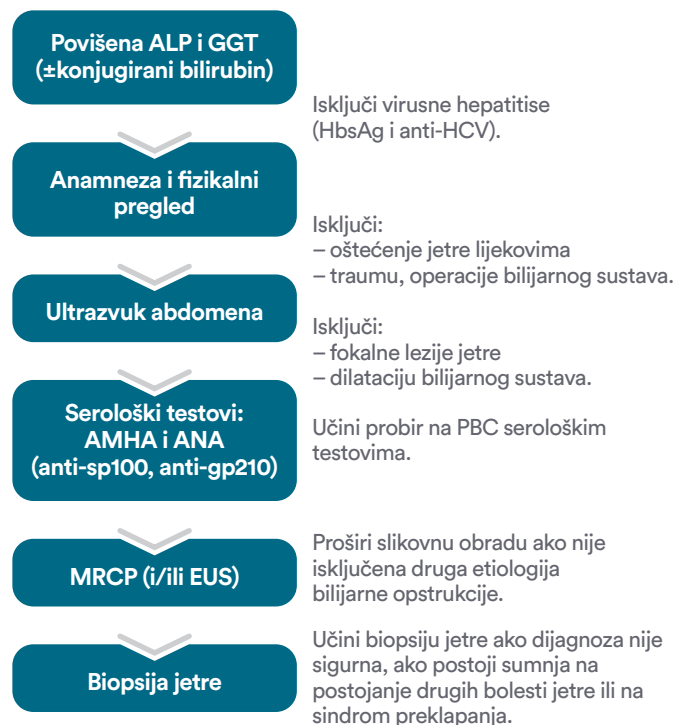 Povišena ALP i GGT
(±konjugirani bilirubin)
Isključi virusne hepatitise
(HbsAg i anti-HCV).
Anamneza i fizikalni
pregled
Isključi:
– oštećenje jetre lijekovima
– traumu, operacije bilijarnog sustava.
Ultrazvuk abdomena
Isključi:
– fokalne lezije jetre
– dilataciju bilijarnog sustava.
Serološki testovi:
AMHA i ANA
(anti-sp100, anti-gp210)
Učini probir na PBC serološkim
testovima.
MRCP (i/ili EUS)
Proširi slikovnu obradu ako nije
isključena druga etiologija
bilijarne opstrukcije.
Biopsija jetre
Učini biopsiju jetre ako dijagnoza nije
sigurna, ako postoji sumnja na
postojanje drugih bolesti jetre ili na
sindrom preklapanja.